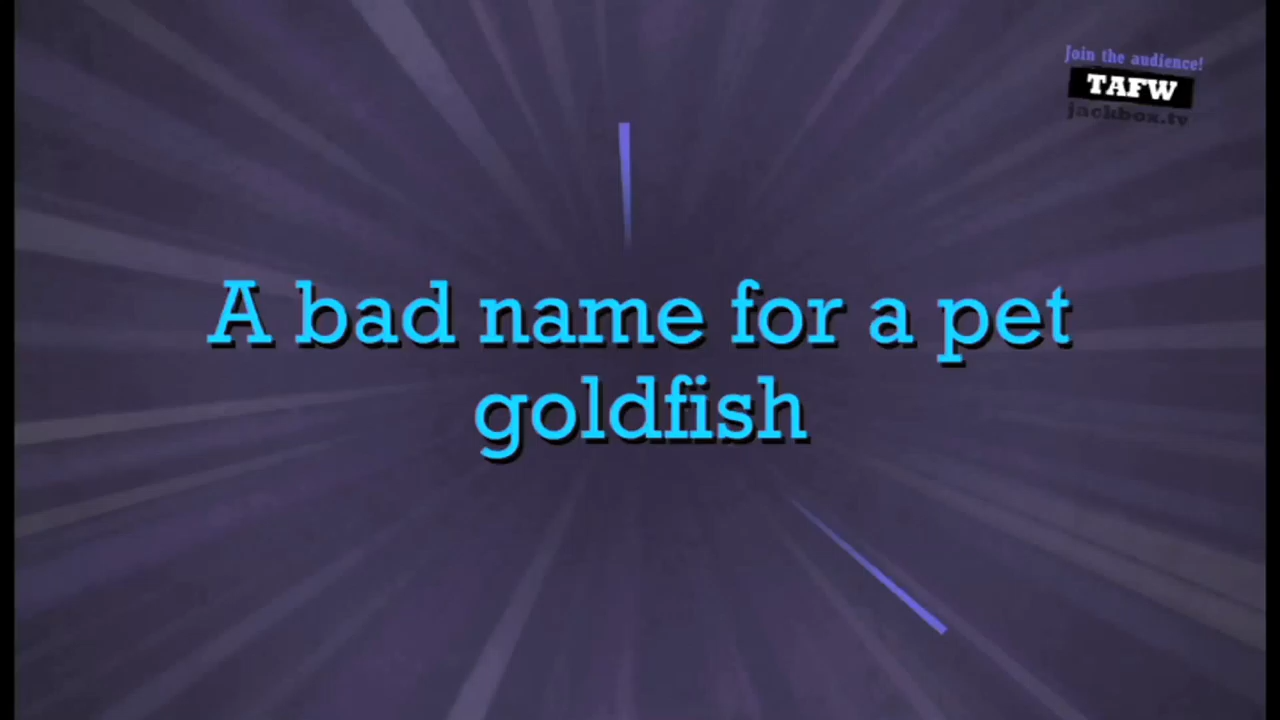 Join the audience!
TAFW
jackbox.tv
A bad name for a pet
goldfish